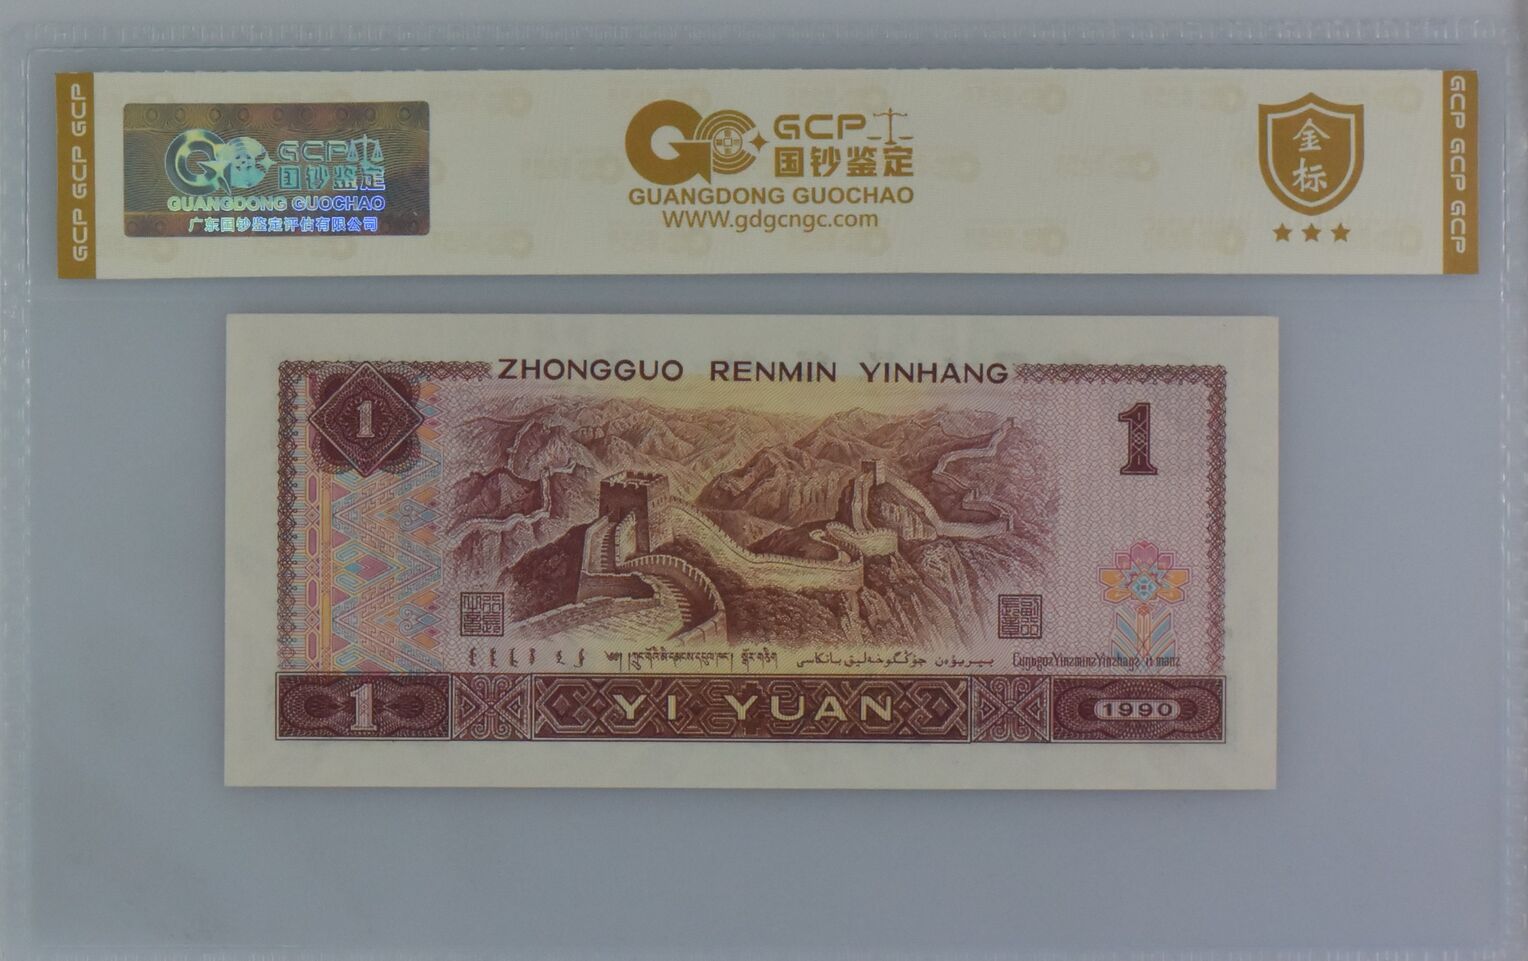 GCP GCP GCP
GCP
国钞鉴定
GUANGDONG GUOCHAO
广东国钞鉴定评估有限公司
GCP
国钞鉴定
GUANGDONG GUOCHAO
WWW.gdgcngc.com
金标
GCP GCP GCP
ZHONGGUO RENMIN YINHANG
1
1
1
YI YUAN
1990